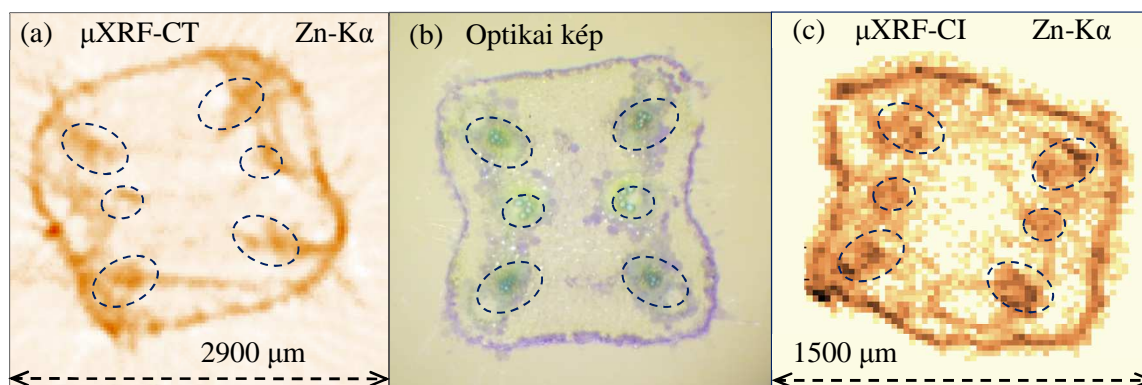 (a) μXRF-CT Zn-Kα
(b) Optikai kép
(c) μXRF-CI Zn-Kα
2900 μm
1500 μm